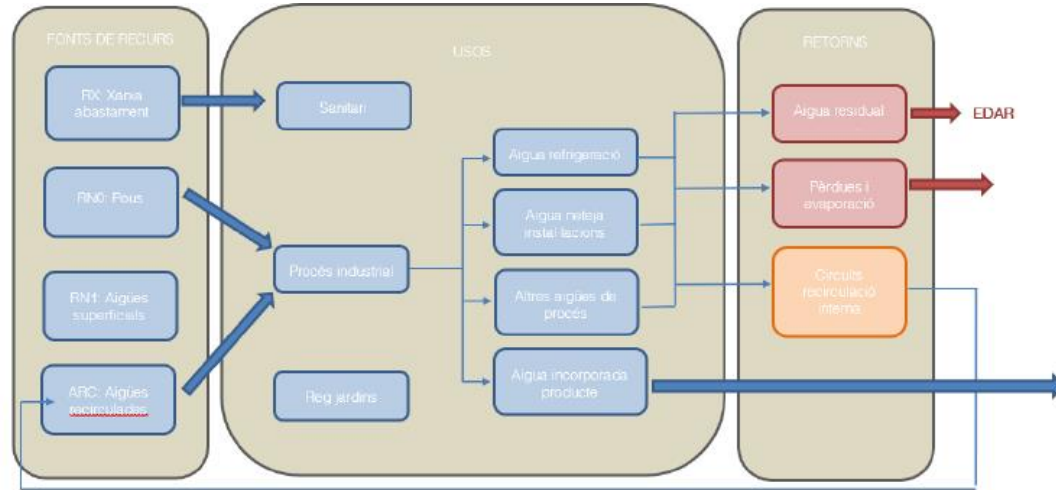 FONTS DE RECURS
RX: Xarxa
abastament
RN0: Pous
RN1: Aigües
superficials
ARC: Aigües
recirculades
USOS
Sanitari
Procés industrial
Reg jardins
Aigua refrigeració
Aigua neteja
instal·lacions
Altres aigües de
procés
Aigua incorporada
producte
RETORNS
Aigua residual
Pèrdues i
evaporació
Circuits
recirculació
interna
EDAR